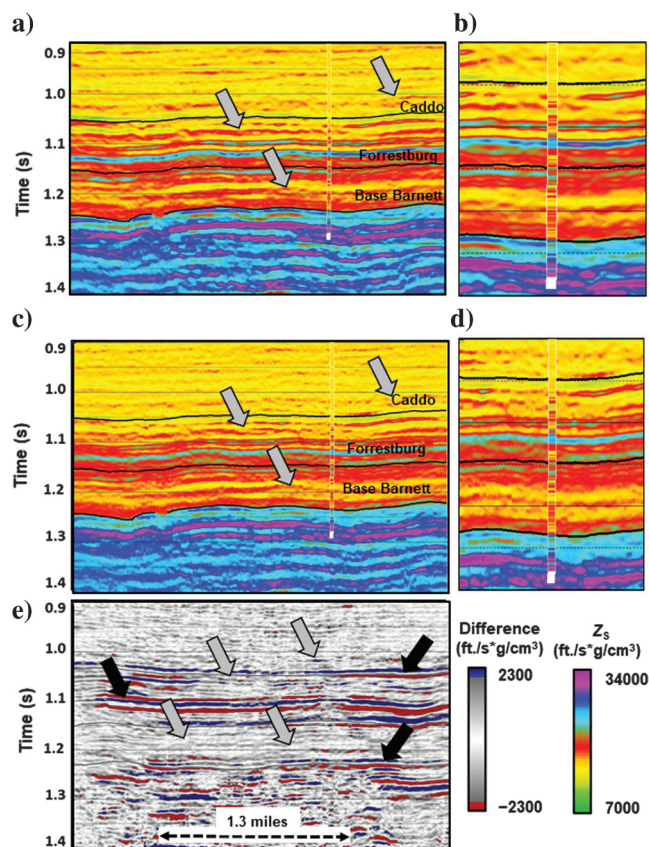 a)
b)
0.9
1.0
1.1
1.2
1.3
1.4
Time (s)
Caddo
Forrestburg
Base Barnett
c)
d)
0.9
1.0
1.1
1.2
1.3
1.4
Time (s)
Caddo
Forrestburg
Base Barnett
e)
0.9
1.0
1.1
1.2
1.3
1.4
Time (s)
1.3 miles
Difference
(ft./s*g/cm³)
2300
−2300
Zs
(ft./s*g/cm³)
34000
7000